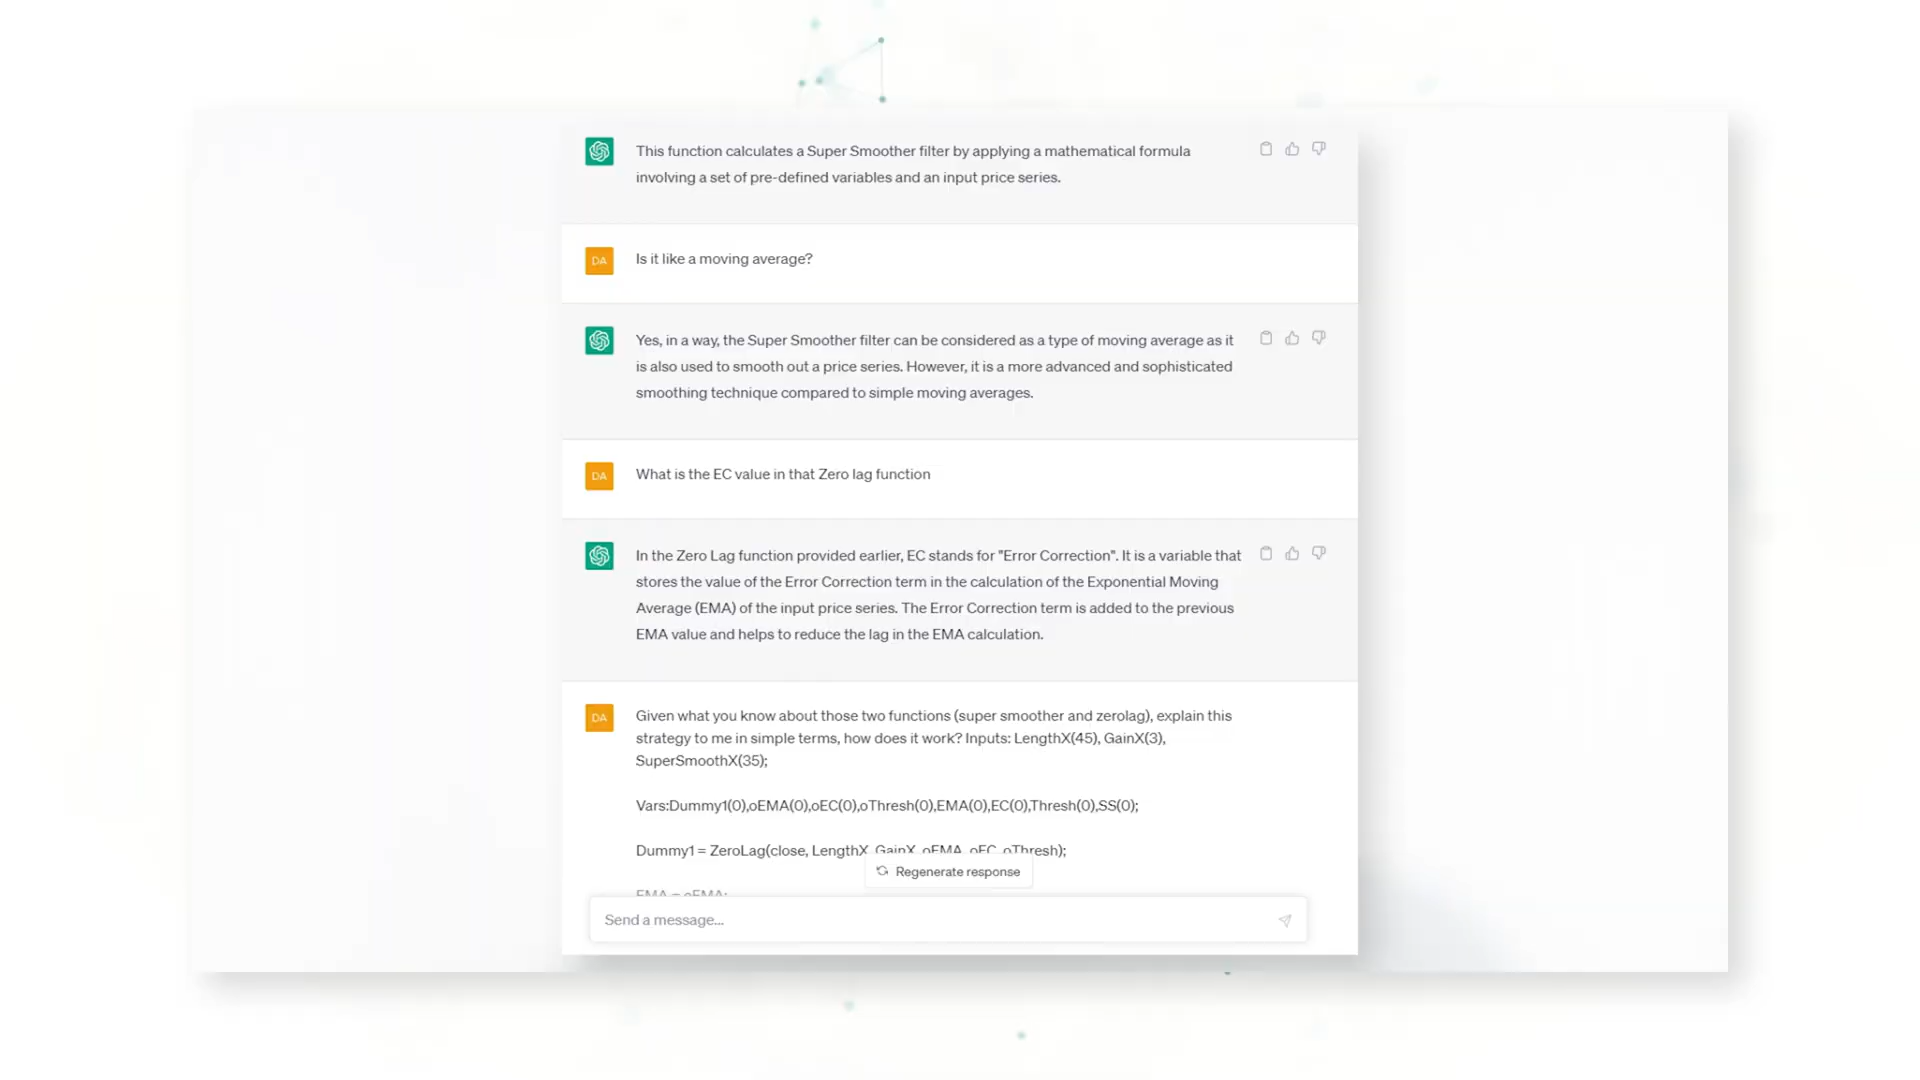 This function calculates a Super Smoother filter by applying a mathematical formula
involving a set of pre-defined variables and an input price series.
DA
Is it like a moving average?
Yes, in a way, the Super Smoother filter can be considered as a type of moving average as it
is also used to smooth out a price series. However, it is a more advanced and sophisticated
smoothing technique compared to simple moving averages.
DA
What is the EC value in that Zero lag function
In the Zero Lag function provided earlier, EC stands for "Error Correction". It is a variable that
stores the value of the Error Correction term in the calculation of the Exponential Moving
Average (EMA) of the input price series. The Error Correction term is added to the previous
EMA value and helps to reduce the lag in the EMA calculation.
DA
Given what you know about those two functions (super smoother and zerolag), explain this
strategy to me in simple terms, how does it work? Inputs: LengthX(45), GainX(3),
SuperSmoothX(35);
Vars:Dummy1(0),oEMA(0),oEC(0),oThresh(0),EMA(0),EC(0),Thresh(0),SS(0);
Dummy1 = ZeroLag(close, LengthX, GainX, oEMA, oEC, oThresh);
EMA = oEMA;
Regenerate response
Send a message...